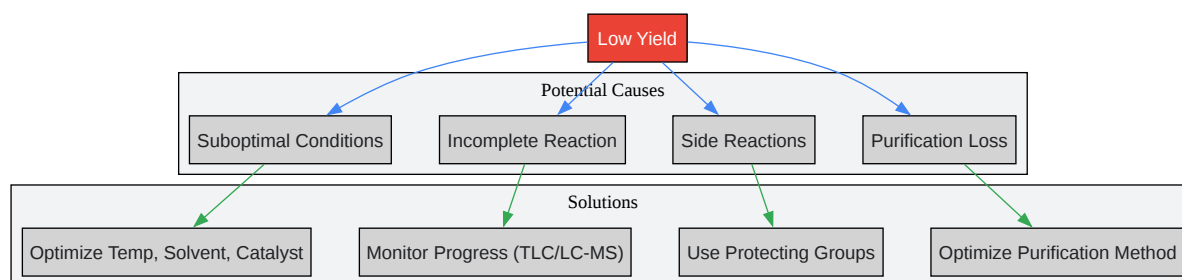 Low Yield
Potential Causes
Suboptimal Conditions
Incomplete Reaction
Side Reactions
Purification Loss
Solutions
Optimize Temp, Solvent, Catalyst
Monitor Progress (TLC/LC-MS)
Use Protecting Groups
Optimize Purification Method